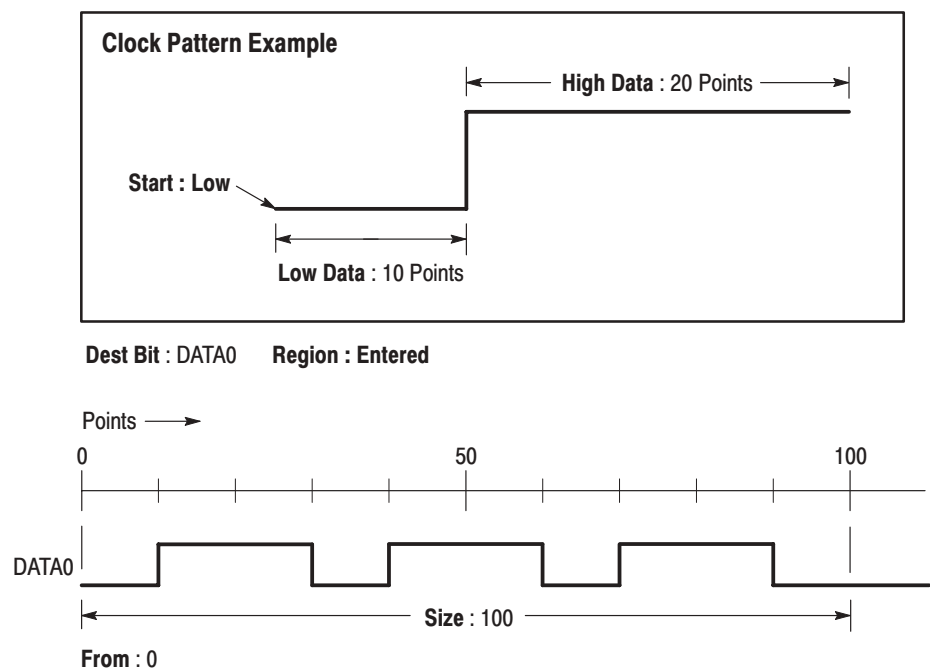 Clock Pattern Example
High Data : 20 Points
Start : Low
Low Data : 10 Points
Dest Bit : DATA0 Region : Entered
Points
0 50 100
DATA0
Size : 100
From : 0